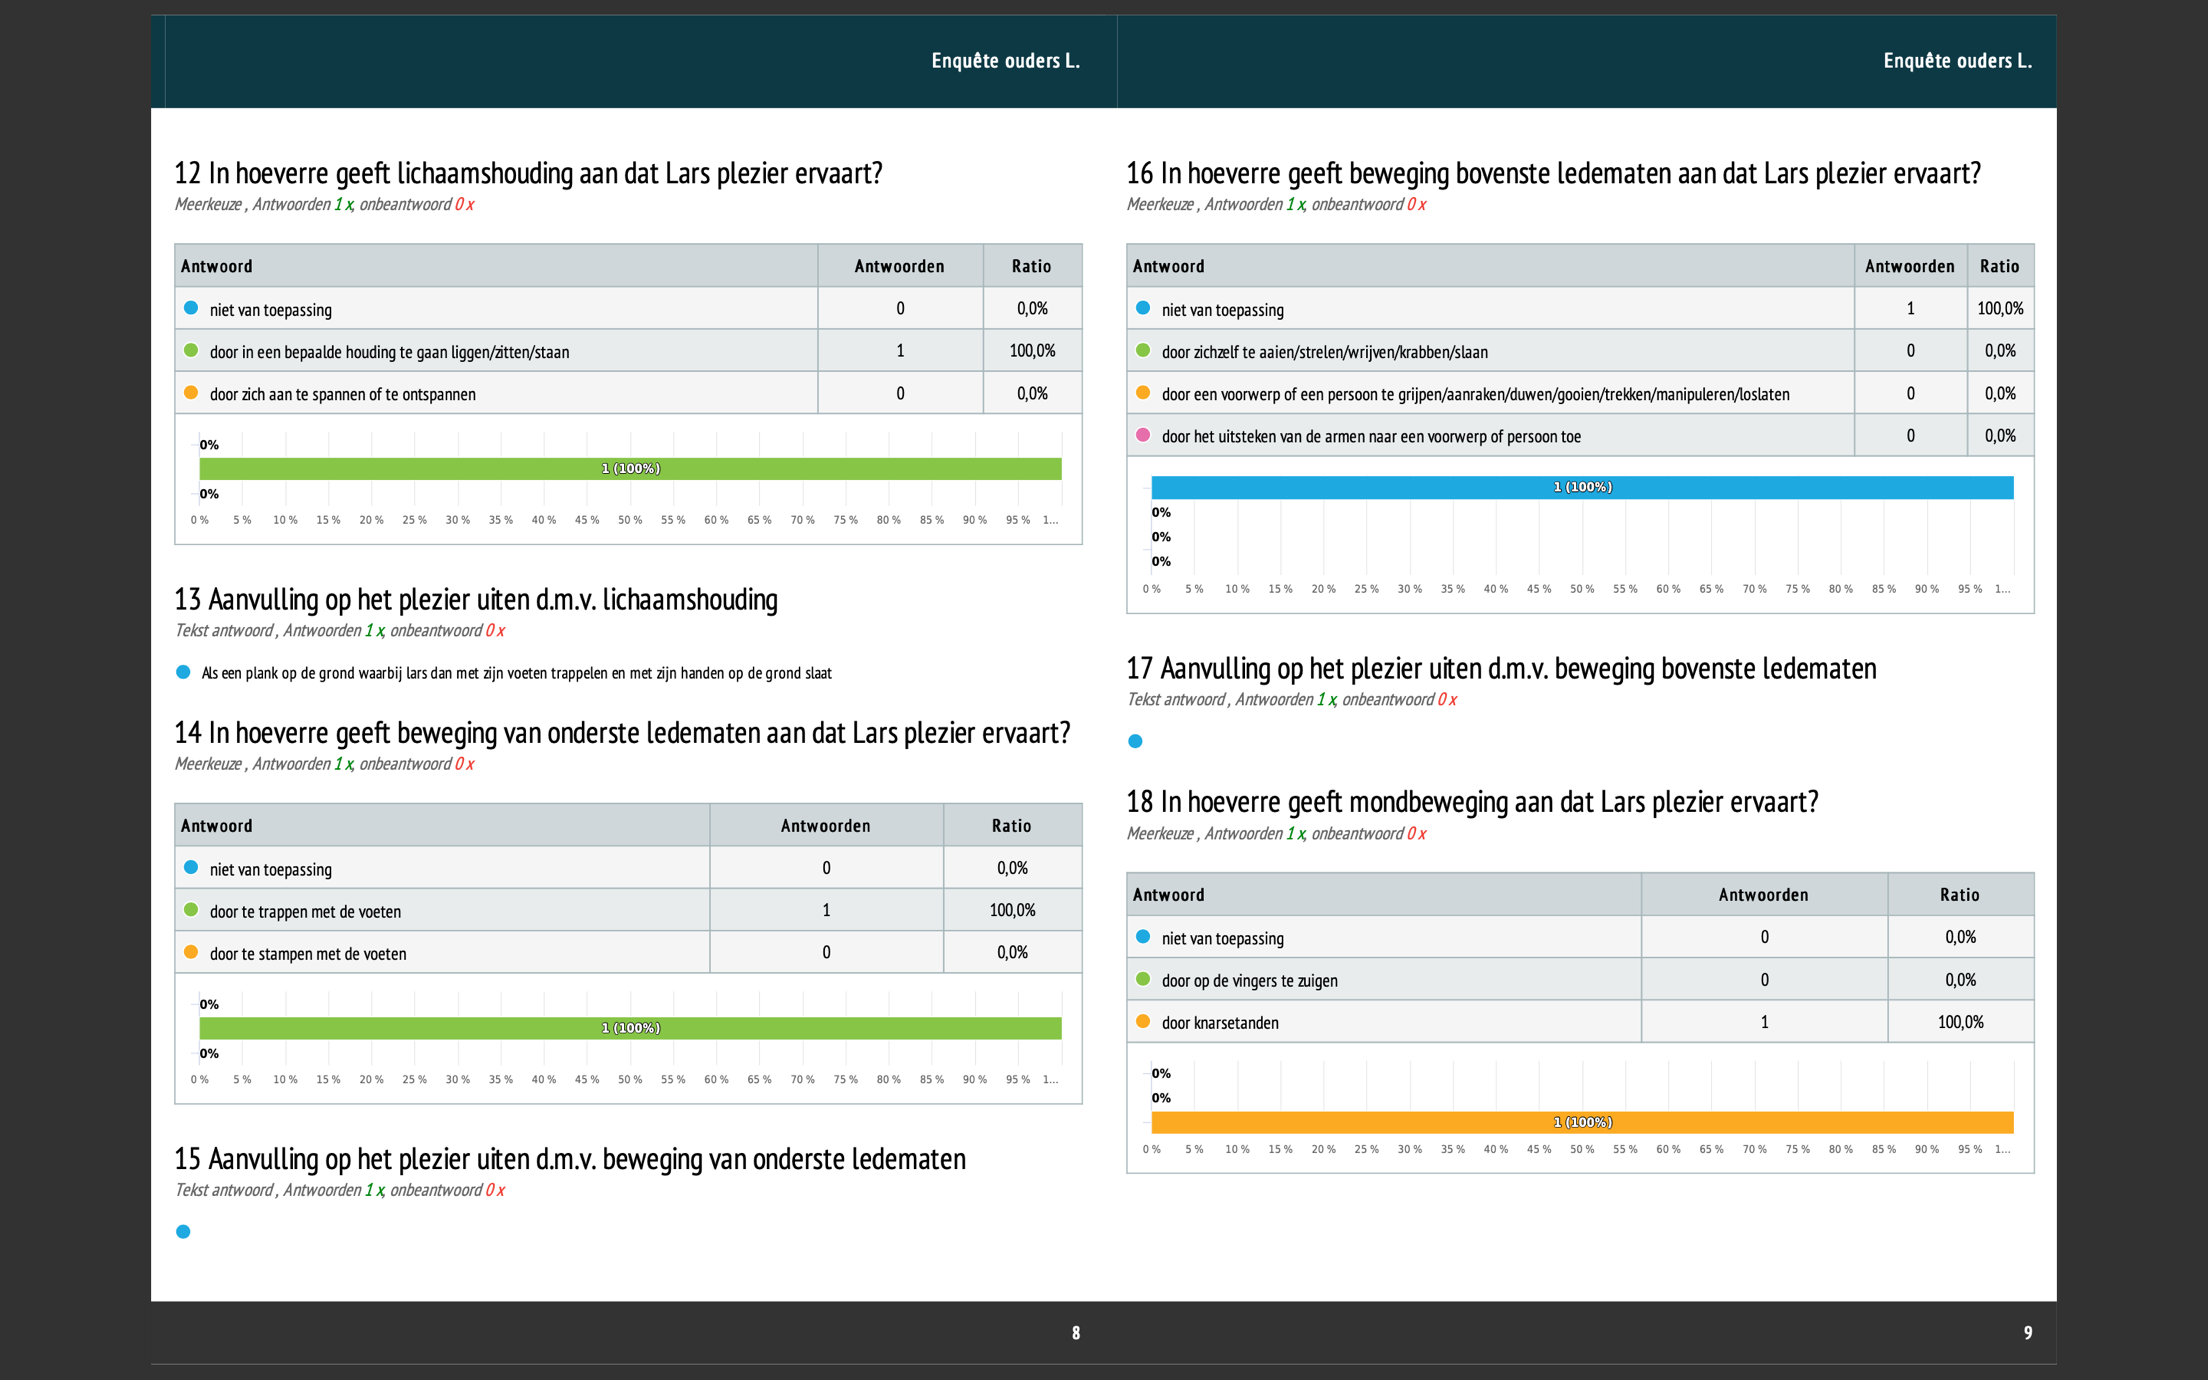 Enquête ouders L.
12 In hoeverre geeft lichaamshouding aan dat Lars plezier ervaart?
Meerkeuze , Antwoorden 1 x, onbeantwoord 0 x
Antwoord Antwoorden Ratio
niet van toepassing 0 0,0%
door in een bepaalde houding te gaan liggen/zitten/staan 1 100,0%
door zich aan te spannen of te ontspannen 0 0,0%
0%
1 (100%)
0%
0 % 5 % 10 % 15 % 20 % 25 % 30 % 35 % 40 % 45 % 50 % 55 % 60 % 65 % 70 % 75 % 80 % 85 % 90 % 95 % 1...
13 Aanvulling op het plezier uiten d.m.v. lichaamshouding
Tekst antwoord , Antwoorden 1 x, onbeantwoord 0 x
Als een plank op de grond waarbij lars dan met zijn voeten trappelen en met zijn handen op de grond slaat
14 In hoeverre geeft beweging van onderste ledematen aan dat Lars plezier ervaart?
Meerkeuze , Antwoorden 1 x, onbeantwoord 0 x
Antwoord Antwoorden Ratio
niet van toepassing 0 0,0%
door te trappen met de voeten 1 100,0%
door te stampen met de voeten 0 0,0%
0%
1 (100%)
0%
0 % 5 % 10 % 15 % 20 % 25 % 30 % 35 % 40 % 45 % 50 % 55 % 60 % 65 % 70 % 75 % 80 % 85 % 90 % 95 % 1...
15 Aanvulling op het plezier uiten d.m.v. beweging van onderste ledematen
Tekst antwoord , Antwoorden 1 x, onbeantwoord 0 x
8
Enquête ouders L.
16 In hoeverre geeft beweging bovenste ledematen aan dat Lars plezier ervaart?
Meerkeuze , Antwoorden 1 x, onbeantwoord 0 x
Antwoord Antwoorden Ratio
niet van toepassing 1 100,0%
door zichzelf te aaien/strelen/wrijven/krabben/slaan 0 0,0%
door een voorwerp of een persoon te grijpen/aanraken/duwen/gooien/trekken/manipuleren/loslaten 0 0,0%
door het uitsteken van de armen naar een voorwerp of persoon toe 0 0,0%
1 (100%)
0%
0%
0%
0 % 5 % 10 % 15 % 20 % 25 % 30 % 35 % 40 % 45 % 50 % 55 % 60 % 65 % 70 % 75 % 80 % 85 % 90 % 95 % 1...
17 Aanvulling op het plezier uiten d.m.v. beweging bovenste ledematen
Tekst antwoord , Antwoorden 1 x, onbeantwoord 0 x
18 In hoeverre geeft mondbeweging aan dat Lars plezier ervaart?
Meerkeuze , Antwoorden 1 x, onbeantwoord 0 x
Antwoord Antwoorden Ratio
niet van toepassing 0 0,0%
door op de vingers te zuigen 0 0,0%
door knarsetanden 1 100,0%
0%
0%
1 (100%)
0 % 5 % 10 % 15 % 20 % 25 % 30 % 35 % 40 % 45 % 50 % 55 % 60 % 65 % 70 % 75 % 80 % 85 % 90 % 95 % 1...
9